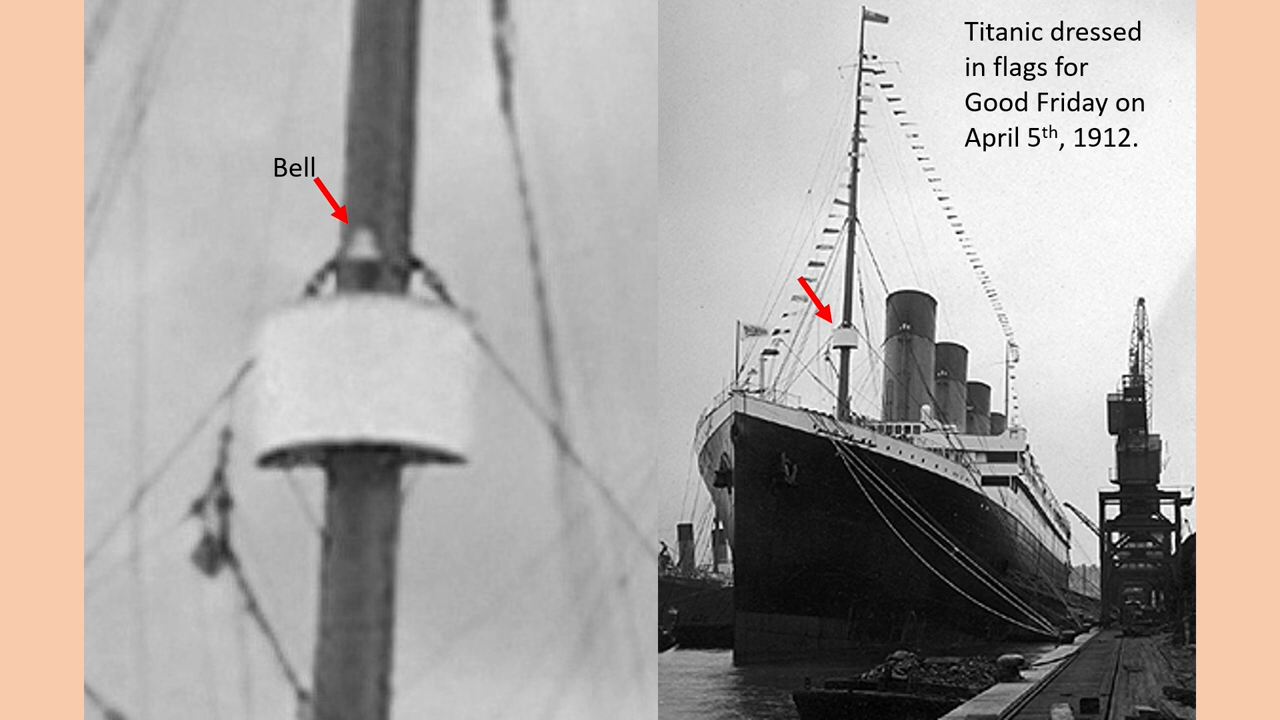 Bell
Titanic dressed
in flags for
Good Friday on
April 5th, 1912.